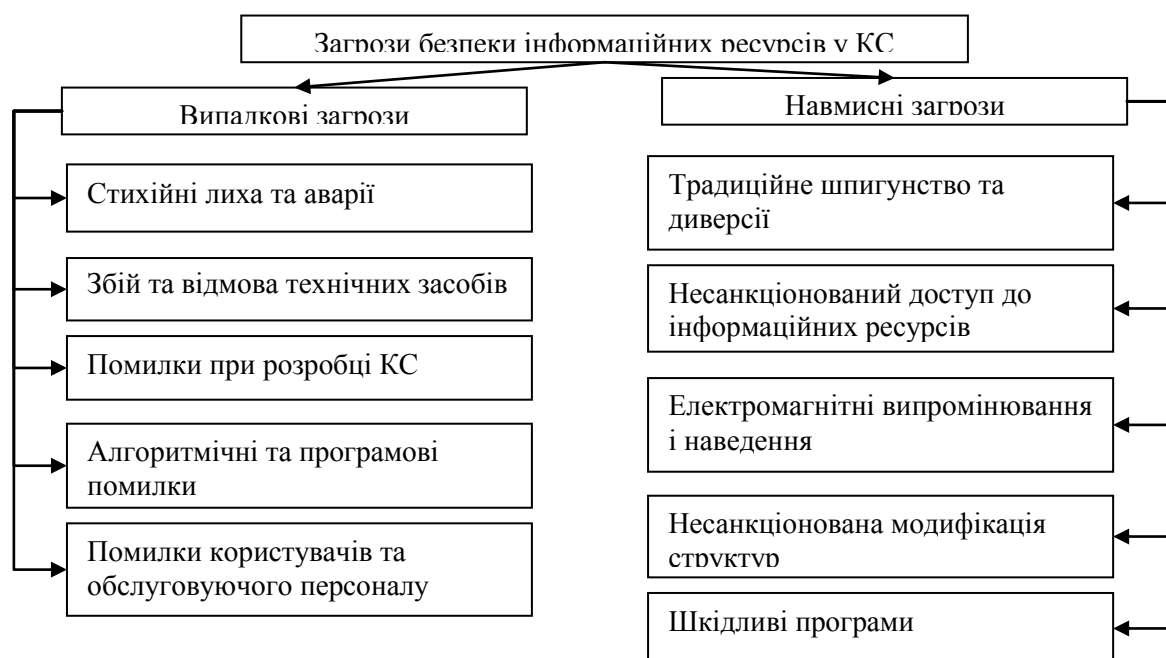 Загрози безпеки інформаційних ресурсів у КС
Випадкові загрози
Стихійні лиха та аварії
Збій та відмова технічних засобів
Помилки при розробці КС
Алгоритмічні та програмові
помилки
Помилки користувачів та
обслуговуючого персоналу
Навмисні загрози
Традиційне шпигунство та
диверсії
Несанкціонований доступ до
інформаційних ресурсів
Електромагнітні випромінювання
і наведення
Несанкціонована модифікація
структур
Шкідливі програми